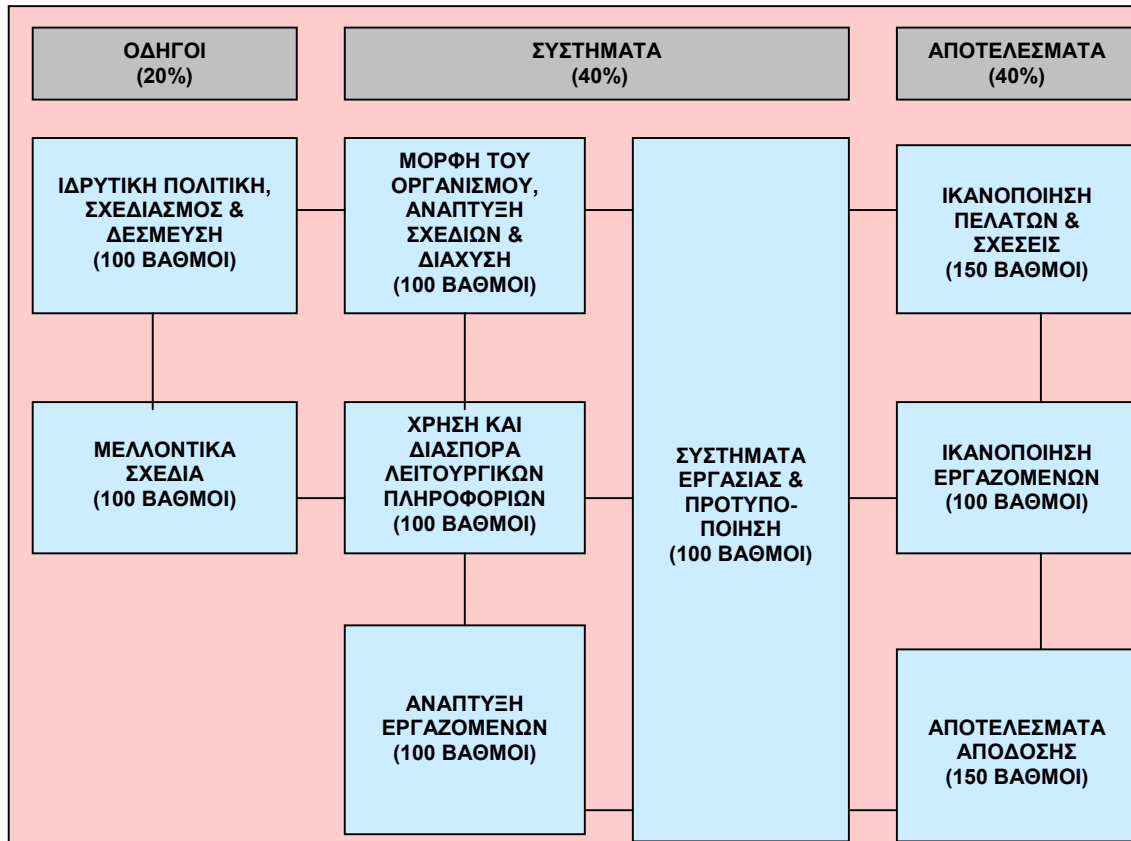 ΟΔΗΓΟΙ
(20%)
ΣΥΣΤΗΜΑΤΑ
(40%)
ΑΠΟΤΕΛΕΣΜΑΤΑ
(40%)
ΙΔΡΥΤΙΚΗ ΠΟΛΙΤΙΚΗ,
ΣΧΕΔΙΑΣΜΟΣ &
ΔΕΣΜΕΥΣΗ
(100 ΒΑΘΜΟΙ)
ΜΟΡΦΗ ΤΟΥ
ΟΡΓΑΝΙΣΜΟΥ,
ΑΝΑΠΤΥΞΗ
ΣΧΕΔΙΩΝ &
ΔΙΑΧΥΣΗ
(100 ΒΑΘΜΟΙ)
ΙΚΑΝΟΠΟΙΗΣΗ
ΠΕΛΑΤΩΝ &
ΣΧΕΣΕΙΣ
(150 ΒΑΘΜΟΙ)
ΜΕΛΛΟΝΤΙΚΑ
ΣΧΕΔΙΑ
(100 ΒΑΘΜΟΙ)
ΧΡΗΣΗ ΚΑΙ
ΔΙΑΣΠΟΡΑ
ΛΕΙΤΟΥΡΓΙΚΩΝ
ΠΛΗΡΟΦΟΡΙΩΝ
(100 ΒΑΘΜΟΙ)
ΣΥΣΤΗΜΑΤΑ
ΕΡΓΑΣΙΑΣ &
ΠΡΟΤΥΠΟ-
ΠΟΙΗΣΗ
(100 ΒΑΘΜΟΙ)
ΙΚΑΝΟΠΟΙΗΣΗ
ΕΡΓΑΖΟΜΕΝΩΝ
(100 ΒΑΘΜΟΙ)
ΑΝΑΠΤΥΞΗ
ΕΡΓΑΖΟΜΕΝΩΝ
(100 ΒΑΘΜΟΙ)
ΑΠΟΤΕΛΕΣΜΑΤΑ
ΑΠΟΔΟΣΗΣ
(150 ΒΑΘΜΟΙ)